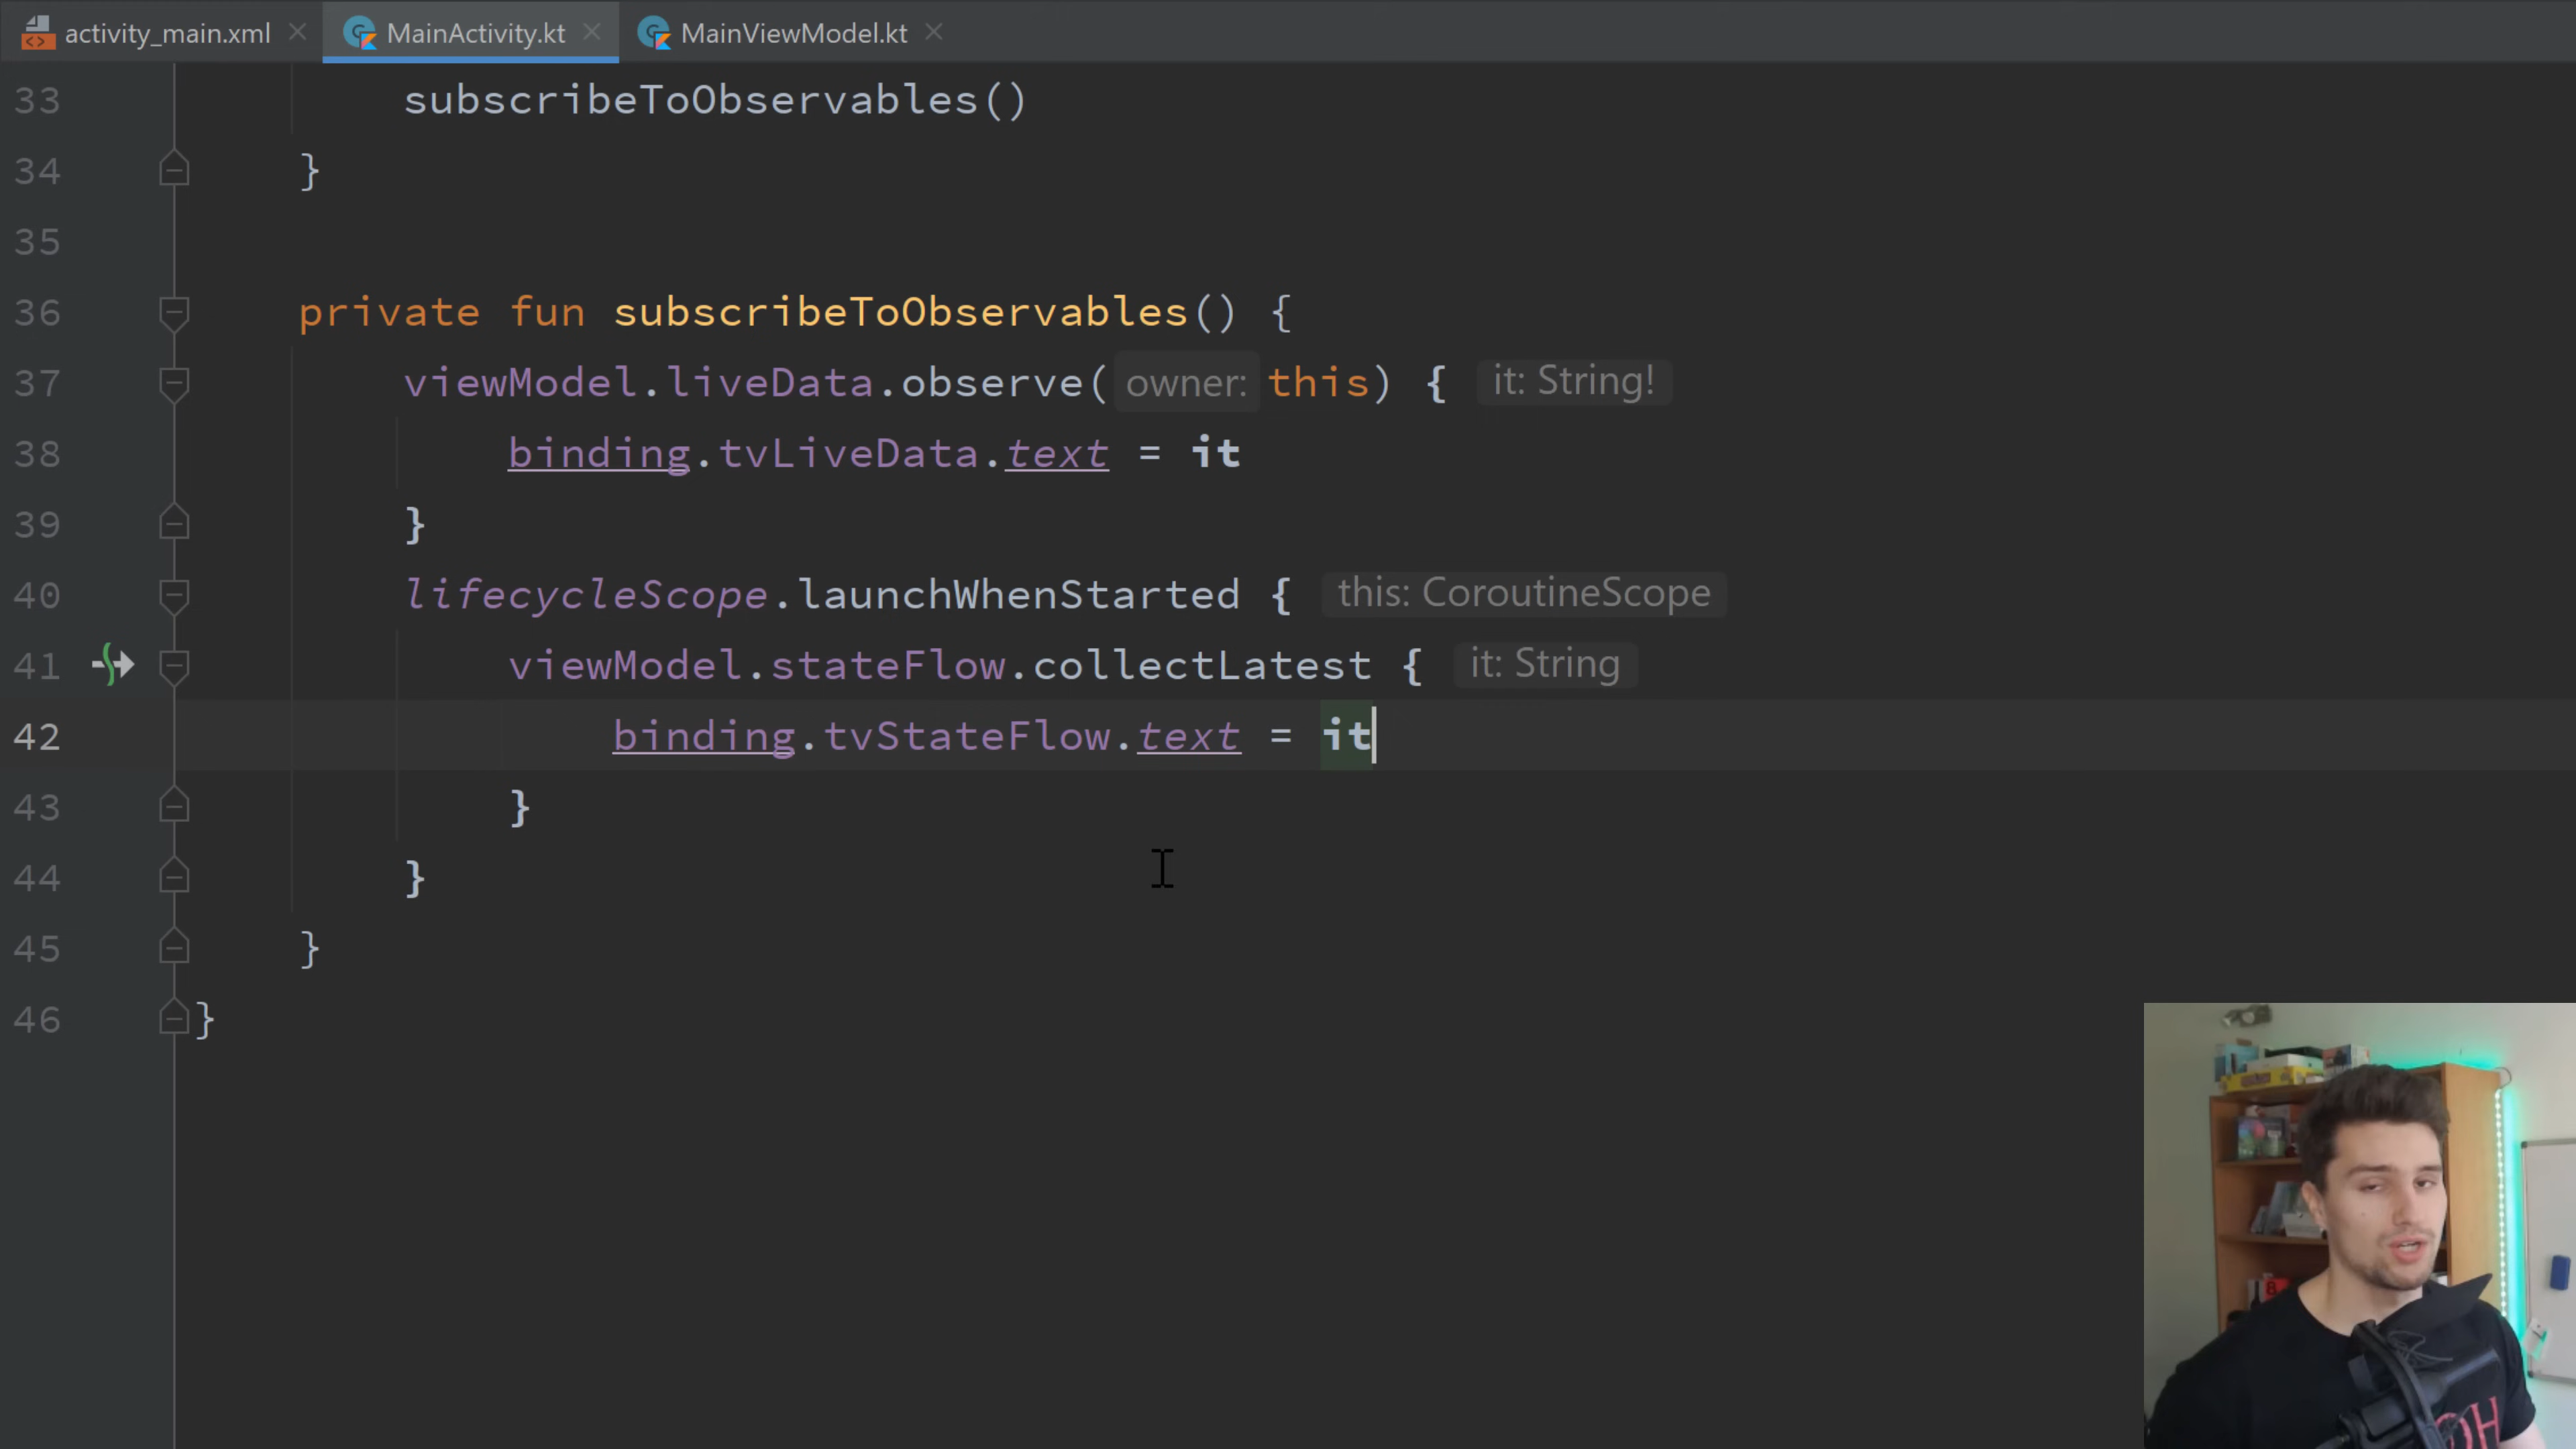 activity_main.xml MainActivity.kt MainViewModel.kt
33 subscribeToObservables()
34 }
35
36 private fun subscribeToObservables() {
37 viewModel.liveData.observe( owner: this) { it: String!
38 binding.tvLiveData.text = it
39 }
40 lifecycleScope.launchWhenStarted { this: CoroutineScope
41 viewModel.stateFlow.collectLatest { it: String
42 binding.tvStateFlow.text = it
43 }
44 }
45 }
46 }